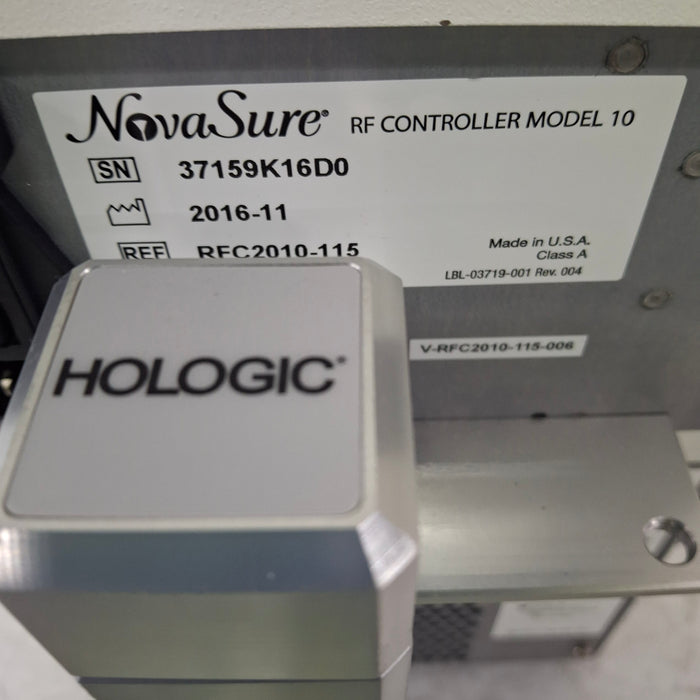 NovaSure® RF CONTROLLER MODEL 10
SN 37159K16D0
2016-11
REF RFC2010-115
Made in U.S.A.
Class A
LBL-03719-001 Rev. 004
V-RFC2010-115-006
HOLOGIC®